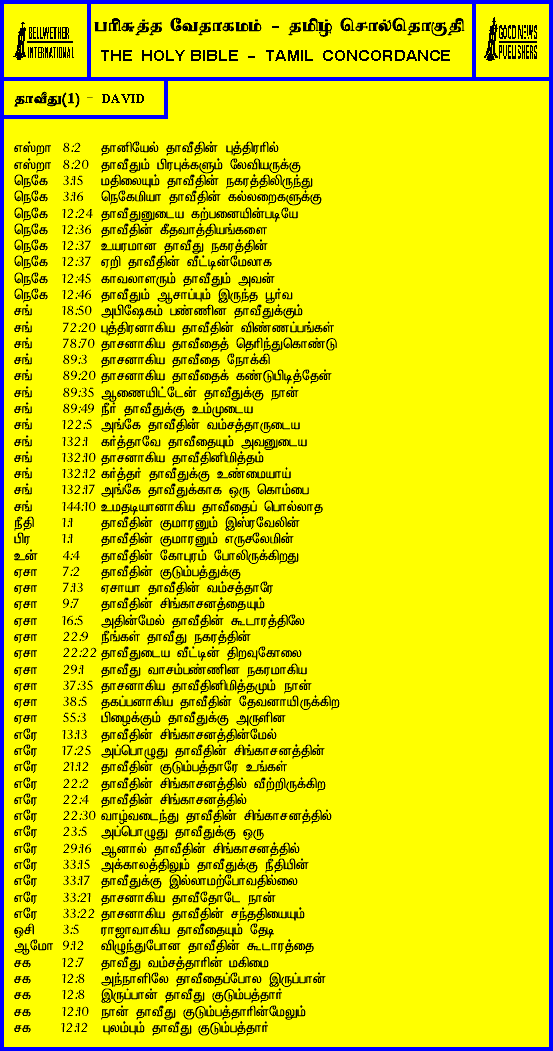 BELLWETHER INTERNATIONAL
பரிசுத்த வேதாகமம் - தமிழ் சொல்தொகுதி
THE HOLY BIBLE - TAMIL CONCORDANCE
GOOD NEWS PUBLISHERS
தாவீது(1) - DAVID
எஸ்றா 8:2 தானியேல் தாவீதின் புத்திரரில்
எஸ்றா 8:20 தாவீதும் பிரபுக்களும் லேவியருக்கு
நெகே 3:15 மதிலையும் தாவீதின் நகரத்திலிருந்து
நெகே 3:16 நெகேமியா தாவீதின் கல்லறைகளுக்கு
நெகே 12:24 தாவீதுனுடைய கற்பனையின்படியே
நெகே 12:36 தாவீதின் கீதவாத்தியங்களை
நெகே 12:37 உயரமான தாவீது நகரத்தின்
நெகே 12:37 ஏறி தாவீதின் வீட்டின்மேலாக
நெகே 12:45 காவலாளரும் தாவீதும் அவன்
நெகே 12:46 தாவீதும் ஆசாப்பும் இருந்த பூர்வ
சங் 18:50 அபிஷேகம் பண்ணின தாவீதுக்கும்
சங் 72:20 புத்திரனாகிய தாவீதின் விண்ணப்பங்கள்
சங் 78:70 தாசனாகிய தாவீதைத் தெரிந்துகொண்டு
சங் 89:3 தாசனாகிய தாவீதை நோக்கி
சங் 89:20 தாசனாகிய தாவீதைக் கண்டுபிடித்தேன்
சங் 89:35 ஆணையிட்டேன் தாவீதுக்கு நான்
சங் 89:49 நீர் தாவீதுக்கு உம்முடைய
சங் 122:5 அங்கே தாவீதின் வம்சத்தாருடைய
சங் 132:1 கர்த்தாவே தாவீதையும் அவனுடைய
சங் 132:10 தாசனாகிய தாவீதினிமித்தம்
சங் 132:12 கர்த்தர் தாவீதுக்கு உண்மையாய்
சங் 132:17 அங்கே தாவீதுக்காக ஒரு கொம்பை
சங் 144:10 உமதடியானாகிய தாவீதைப் பொல்லாத
நீதி 1:1 தாவீதின் குமாரனும் இஸ்ரவேலின்
பிர 1:1 தாவீதின் குமாரனும் எருசலேமின்
உன் 4:4 தாவீதின் கோபுரம் போலிருக்கிறது
ஏசா 7:2 தாவீதின் குடும்பத்துக்கு
ஏசா 7:13 ஏசாயா தாவீதின் வம்சத்தாரே
ஏசா 9:7 தாவீதின் சிங்காசனத்தையும்
ஏசா 16:5 அதின்மேல் தாவீதின் கூடாரத்திலே
ஏசா 22:9 நீங்கள் தாவீது நகரத்தின்
ஏசா 22:22 தாவீதுடைய வீட்டின் திறவுகோலை
ஏசா 29:1 தாவீது வாசம்பண்ணின நகரமாகிய
ஏசா 37:35 தாசனாகிய தாவீதினிமித்தமும் நான்
ஏசா 38:5 தகப்பனாகிய தாவீதின் தேவனாயிருக்கிற
ஏசா 55:3 பிழைக்கும் தாவீதுக்கு அருளின
எரே 13:13 தாவீதின் சிங்காசனத்தின்மேல்
எரே 17:25 அப்பொழுது தாவீதின் சிங்காசனத்தின்
எரே 21:12 தாவீதின் குடும்பத்தாரே உங்கள்
எரே 22:2 தாவீதின் சிங்காசனத்தில் வீற்றிருக்கிற
எரே 22:4 தாவீதின் சிங்காசனத்தில்
எரே 22:30 வாழ்வடைந்து தாவீதின் சிங்காசனத்தில்
எரே 23:5 அப்பொழுது தாவீதுக்கு ஒரு
எரே 29:16 ஆனால் தாவீதின் சிங்காசனத்தில்
எரே 33:15 அக்காலத்திலும் தாவீதுக்கு நீதியின்
எரே 33:17 தாவீதுக்கு இல்லாமற்போவதில்லை
எரே 33:21 தாசனாகிய தாவீதோடே நான்
எரே 33:22 தாசனாகிய தாவீதின் சந்ததியையும்
ஒசி 3:5 ராஜாவாகிய தாவீதையும் தேடி
ஆமோ 9:12 விழுந்துபோன தாவீதின் கூடாரத்தை
சக 12:7 தாவீது வம்சத்தாரின் மகிமை
சக 12:8 அந்நாளிலே தாவீதைப்போல இருப்பான்
சக 12:8 இருப்பான் தாவீது குடும்பத்தார்
சக 12:10 நான் தாவீது குடும்பத்தாரின்மேலும்
சக 12:12 புலம்பும் தாவீது குடும்பத்தார்